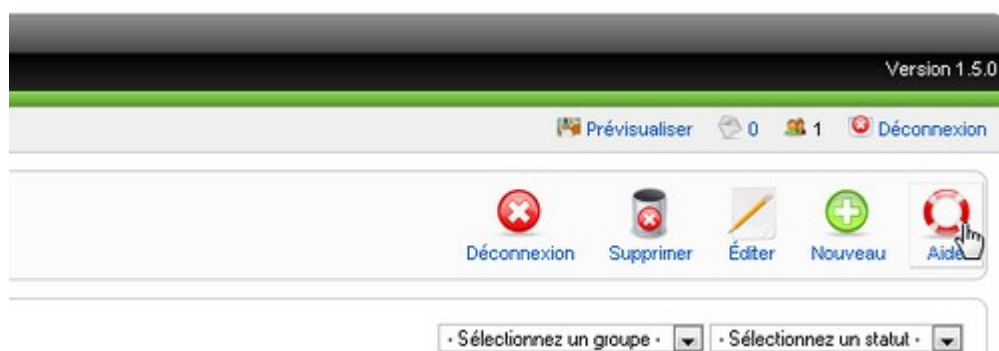 Version 1.5.0
Prévisualiser 0 1 Déconnexion
Déconnexion Supprimer Éditer Nouveau Aide
- Sélectionnez un groupe - - Sélectionnez un statut -